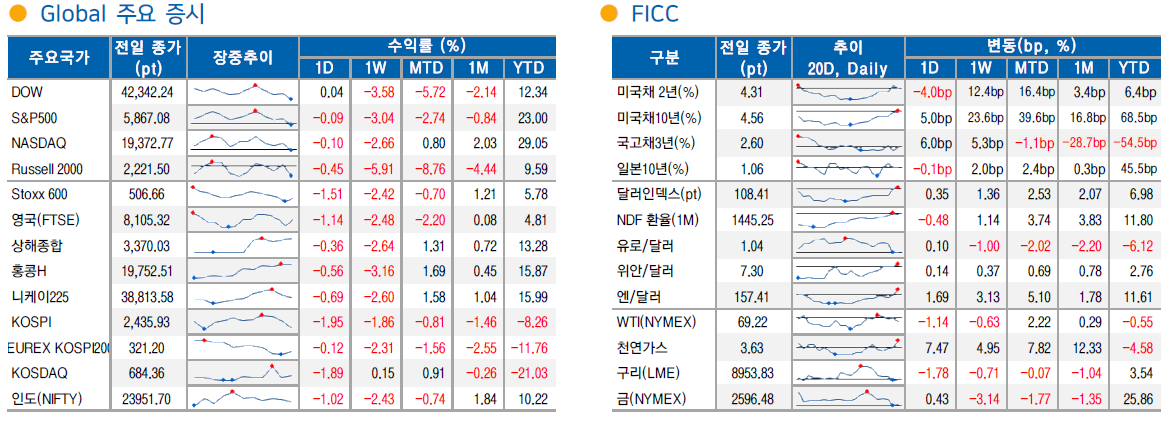 Global 주요 증시
주요국가 전일 종가 (pt) 장중추이 수익률 (%)
1D 1W MTD 1M YTD
DOW 42,342.24 0.04 -3.58 -5.72 -2.14 12.34
S&P500 5,867.08 -0.09 -3.04 -2.74 -0.84 23.00
NASDAQ 19,372.77 -0.10 -2.66 0.80 2.03 29.05
Russell 2000 2,221.50 -0.45 -5.91 -8.76 -4.44 9.59
Stoxx 600 506.66 -1.51 -2.42 -0.70 1.21 5.78
영국(FTSE) 8,105.32 -1.14 -2.48 -2.20 0.08 4.81
상해종합 3,370.03 -0.36 -2.64 1.31 0.72 13.28
홍콩H 19,752.51 -0.56 -3.16 1.69 0.45 15.87
니케이225 38,813.58 -0.69 -2.60 1.58 1.04 15.99
KOSPI 2,435.93 -1.95 -1.86 -0.81 -1.46 -8.26
EUREX KOSPI200 321.20 -0.12 -2.31 -1.56 -2.55 -11.76
KOSDAQ 684.36 -1.89 0.15 0.91 -0.26 -21.03
인도(NIFTY) 23951.70 -1.02 -2.43 -0.74 1.84 10.22
FICC
구분 전일 종가 (pt) 추이 20D, Daily 변동(bp, %)
1D 1W MTD 1M YTD
미국채 2년(%) 4.31 -4.0bp 12.4bp 16.4bp 3.4bp 6.4bp
미국채10년(%) 4.56 5.0bp 23.6bp 39.6bp 16.8bp 68.5bp
국고채3년(%) 2.60 6.0bp 5.3bp -1.1bp -28.7bp -54.5bp
일본10년(%) 1.06 -0.1bp 2.0bp 2.4bp 0.3bp 45.5bp
달러인덱스(pt) 108.41 0.35 1.36 2.53 2.07 6.98
NDF 환율(1M) 1445.25 -0.48 1.14 3.74 3.83 11.80
유로/달러 1.04 0.10 -1.00 -2.02 -2.20 -6.12
위안/달러 7.30 0.14 0.37 0.69 0.78 2.76
엔/달러 157.41 1.69 3.13 5.10 1.78 11.61
WTI(NYMEX) 69.22 -1.14 -0.63 2.22 0.29 -0.55
천연가스 3.63 7.47 4.95 7.82 12.33 -4.58
구리(LME) 8953.83 -1.78 -0.71 -0.07 -1.04 3.54
금(NYMEX) 2596.48 0.43 -3.14 -1.77 -1.35 25.86